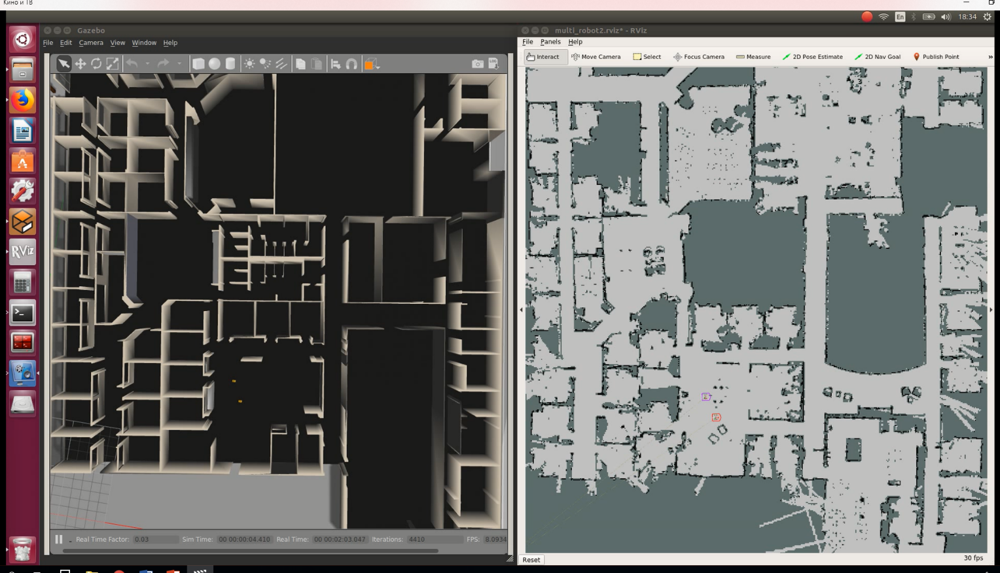 Кино и ТВ
En
18:34
Gazebo
multi_robot2.rviz* - RViz
File Edit Camera View Window Help
File Panels Help
Interact Move Camera Select Focus Camera Measure 2D Pose Estimate 2D Nav Goal Publish Point »
LOG
RViz
Real Time Factor: 0.03 Sim Time: 00 00:00:04.410 Real Time: 00 00:02:03.047 Iterations: 4410 FPS: 8.0934
Reset
30 fps